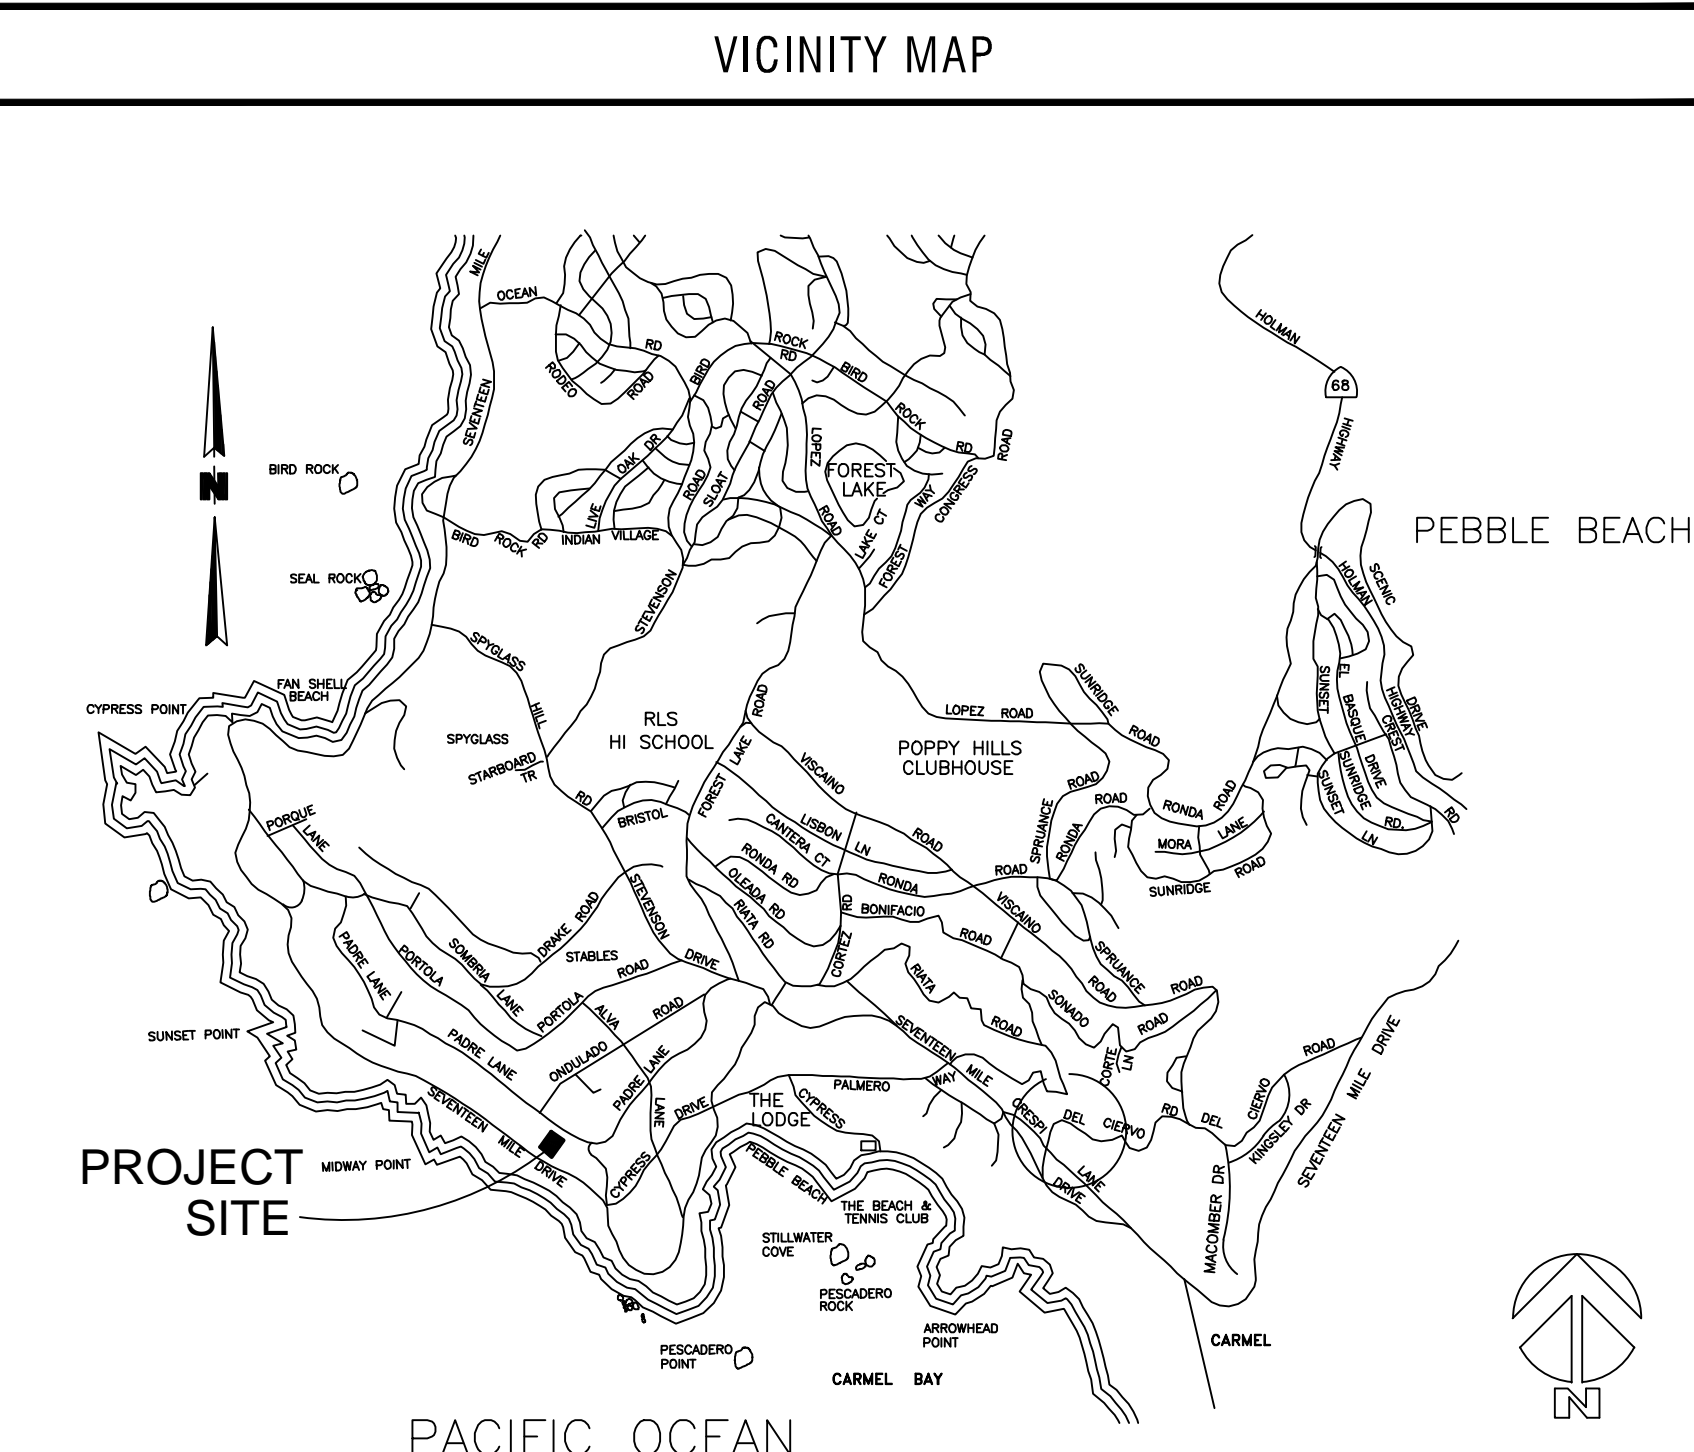 VICINITY MAP
MILE
OCEAN
HOLMAN
ROCK
RD
RD
BIRD
BIRD
RODEO
ROAD
ROAD
68
SEVENTEEN
ROCK
HIGHWAY
OAK DR
LOPEZ
RD
ROAD
BIRD ROCK
FOREST
LAKE
ROAD
SLOAT
WAY
CONGRESS
LIVE
ROAD
LAKE CT
PEBBLE BEACH
BIRD
ROCK
RD
INDIAN
VILLAGE
FOREST
SEAL ROCK
N
HOLMAN
SCENIC
STEVENSON
SPYGLASS
FAN SHELL
BEACH
CYPRESS POINT
HILL
ROAD
SUNRIDGE
SUNSET
EL
BASQUE
DRIVE
HIGHWAY
CREST
DRIVE
RLS
HI SCHOOL
LOPEZ ROAD
SPYGLASS
POPPY HILLS
CLUBHOUSE
ROAD
STARBOARD
TR
LAKE
VISCAINO
FOREST
RD
BRISTOL
ROAD
ROAD
RONDA
ROAD
SUNSET
SUNRIDGE
RD.
LN
RD
PORQUE
LANE
LISBON
LN
CANTERA CT
ROAD
SPRUANCE
RONDA
MORA
LANE
RONDA RD
OLEADA RD
RIATA RD
RONDA
ROAD
SUNRIDGE
ROAD
STEVENSON
RD
BONIFACIO
VISCAINO
DRAKE ROAD
PADRE LANE
PORTOLA
SOMBRIA
LANE
STABLES
ROAD
DRIVE
CORTEZ
ROAD
SPRUANCE
ROAD
ROAD
RIATA
SONADO
ROAD
PORTOLA
ALVA
ROAD
SUNSET POINT
PADRE LANE
ONDULADO
SEVENTEEN
ROAD
CORTE
LN
ROAD
PADRE LANE
PALMERO
WAY
MILE
CIERVO
KINGSLEY DR
SEVENTEEN MILE DRIVE
SEVENTEEN
MILE
DRIVE
LANE
DRIVE
THE
LODGE
CYPRESS
CRESPI
DEL
CIERVO
RD
DEL
PROJECT
SITE
MIDWAY POINT
CYPRESS
PEBBLE BEACH
LANE
DRIVE
MACOMBER DR
THE BEACH &
TENNIS CLUB
STILLWATER
COVE
PESCADERO
ROCK
ARROWHEAD
POINT
CARMEL
PESCADERO
POINT
CARMEL BAY
N
PACIFIC OCEAN